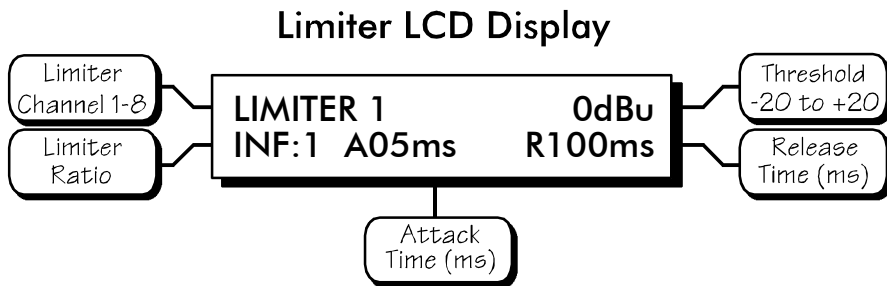 Limiter LCD Display
Limiter
Channel 1-8
Threshold
-20 to +20
LIMITER 1 0dBu
INF:1 A05ms R100ms
Limiter
Ratio
Release
Time (ms)
Attack
Time (ms)